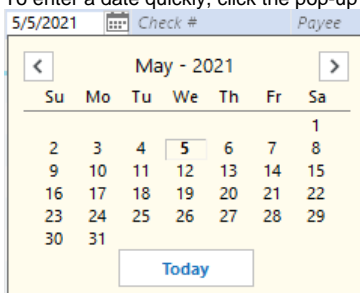 To enter a date quickly, click the pop-up
5/5/2021 Check # Payee
< May - 2021 >
Su Mo Tu We Th Fr Sa
1
2 3 4 5 6 7 8
9 10 11 12 13 14 15
16 17 18 19 20 21 22
23 24 25 26 27 28 29
30 31
Today